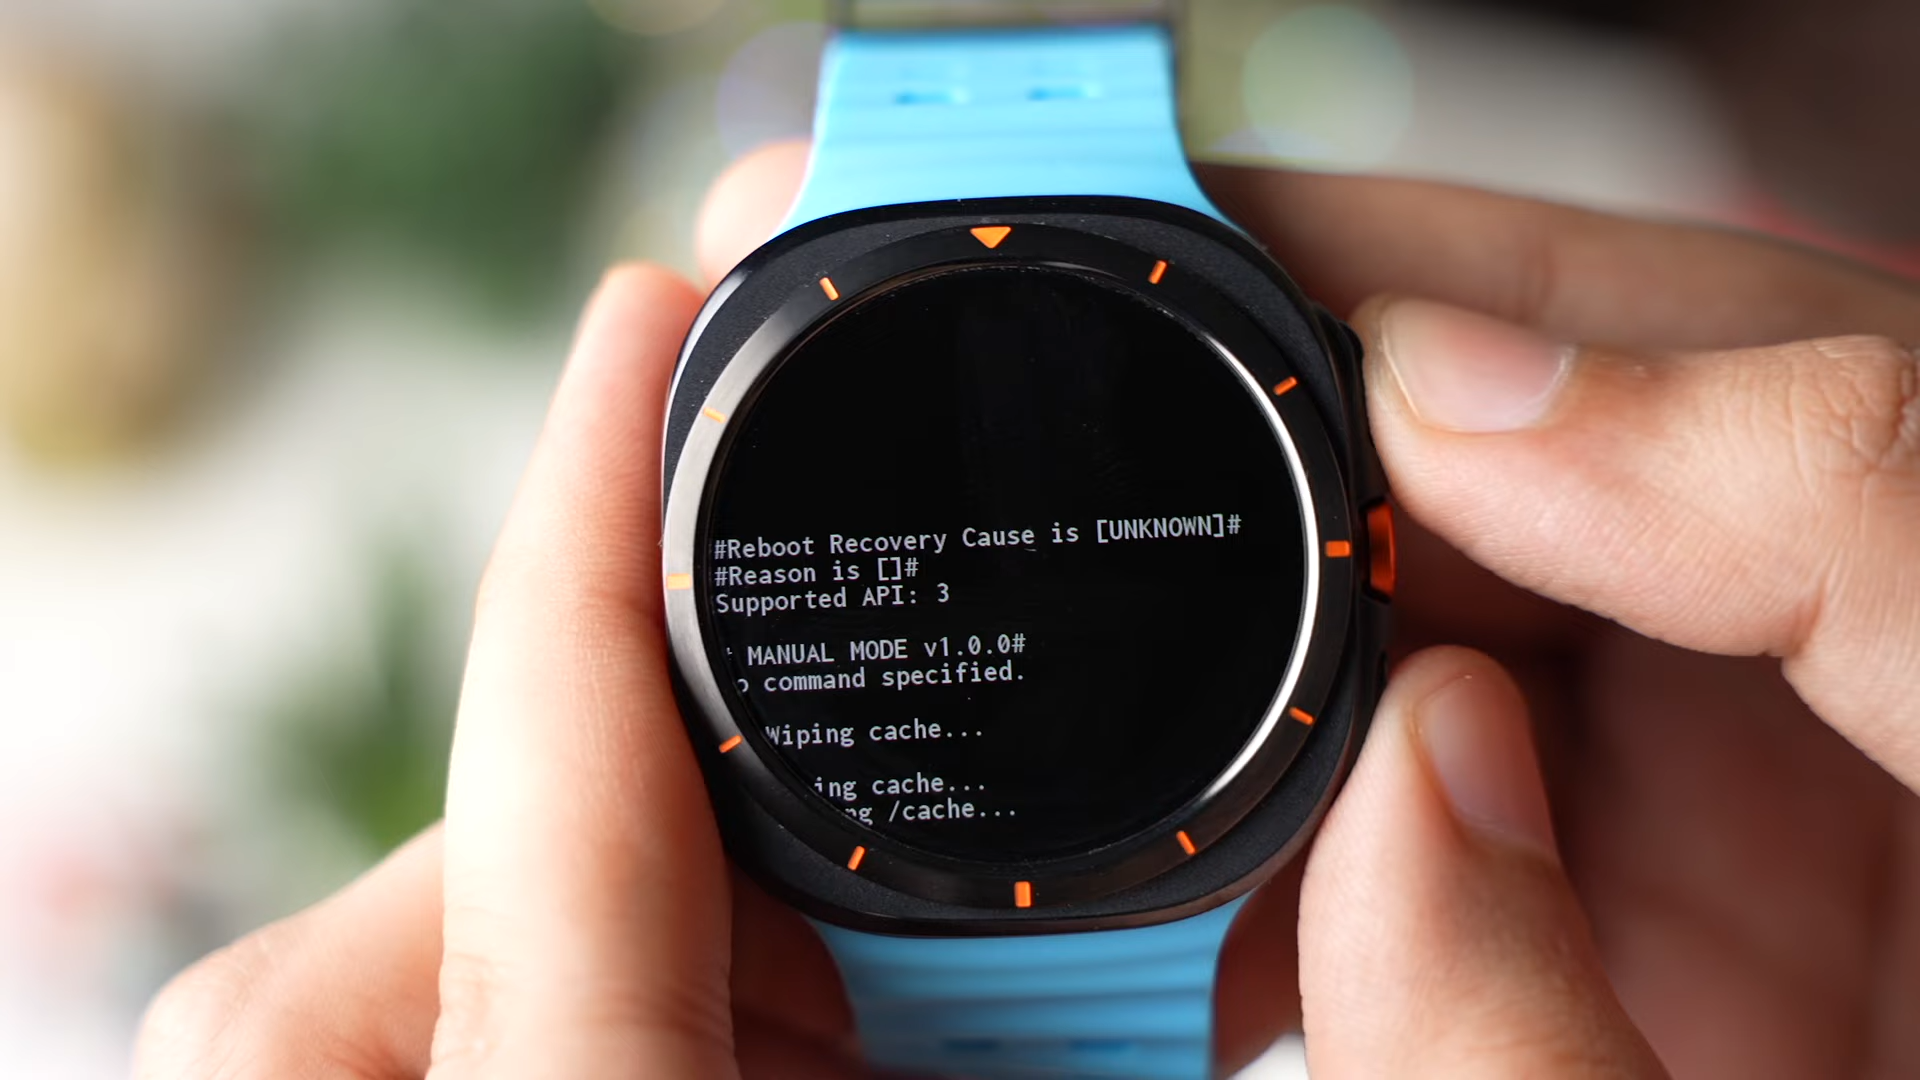 #Reboot Recovery Cause is [UNKNOWN]#
#Reason is []#
Supported API: 3
MANUAL MODE v1.0.0#
command specified.
Wiping cache...
cache...
/cache...